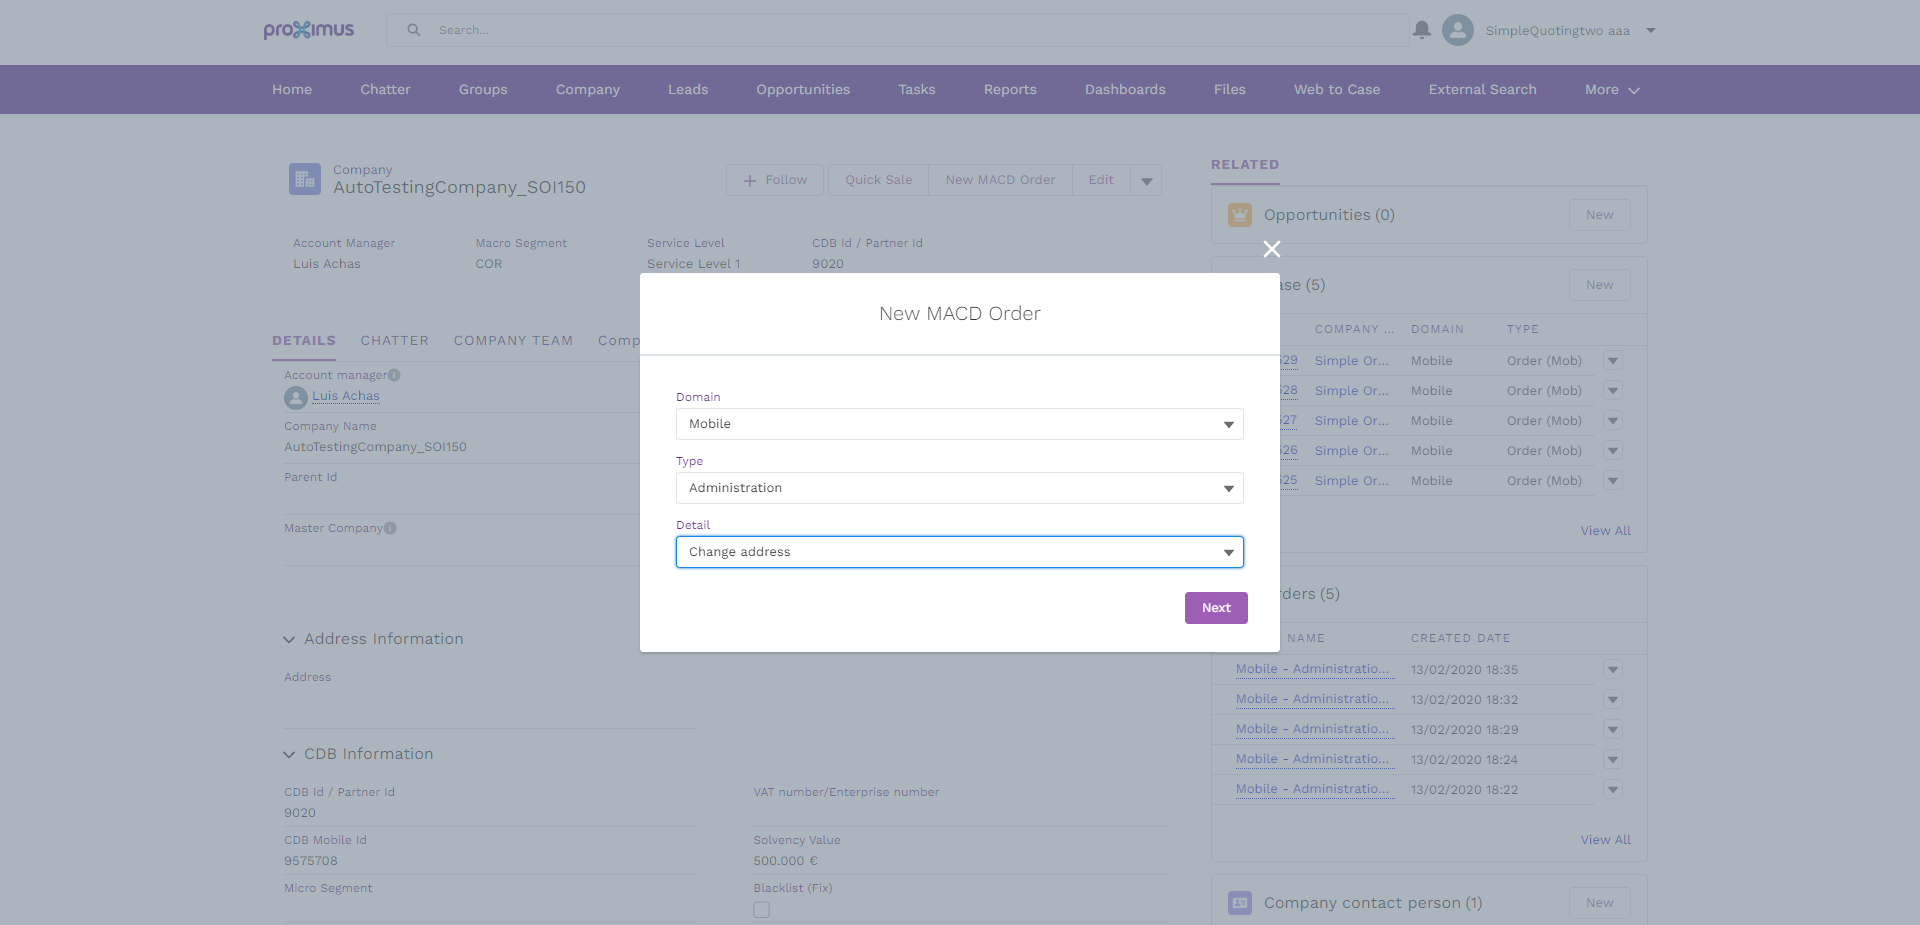 proximus
Search...
SimpleQuotingtwo aaa
Home Chatter Groups Company Leads Opportunities Tasks Reports Dashboards Files Web to Case External Search More
Company
AutoTestingCompany_SOI150
Follow Quick Sale New MACD Order Edit
Account Manager Macro Segment Service Level CDB Id / Partner Id
Luis Achas COR Service Level 1 9020
DETAILS CHATTER COMPANY TEAM Comp
Account manager
Luis Achas
Company Name
AutoTestingCompany_SOI150
Parent Id
Master Company
Address Information
Address
CDB Information
CDB Id / Partner Id VAT number/Enterprise number
9020
CDB Mobile Id Solvency Value
9575708 500.000 €
Micro Segment Blacklist (Fix)
New MACD Order
Domain
Mobile
Type
Administration
Detail
Change address
Next
RELATED
Opportunities (0) New
ase (5) New
COMPANY ... DOMAIN TYPE
29 Simple Or... Mobile Order (Mob)
28 Simple Or... Mobile Order (Mob)
27 Simple Or... Mobile Order (Mob)
26 Simple Or... Mobile Order (Mob)
25 Simple Or... Mobile Order (Mob)
View All
ders (5)
NAME CREATED DATE
Mobile - Administratio... 13/02/2020 18:35
Mobile - Administratio... 13/02/2020 18:32
Mobile - Administratio... 13/02/2020 18:29
Mobile - Administratio... 13/02/2020 18:24
Mobile - Administratio... 13/02/2020 18:22
View All
Company contact person (1) New